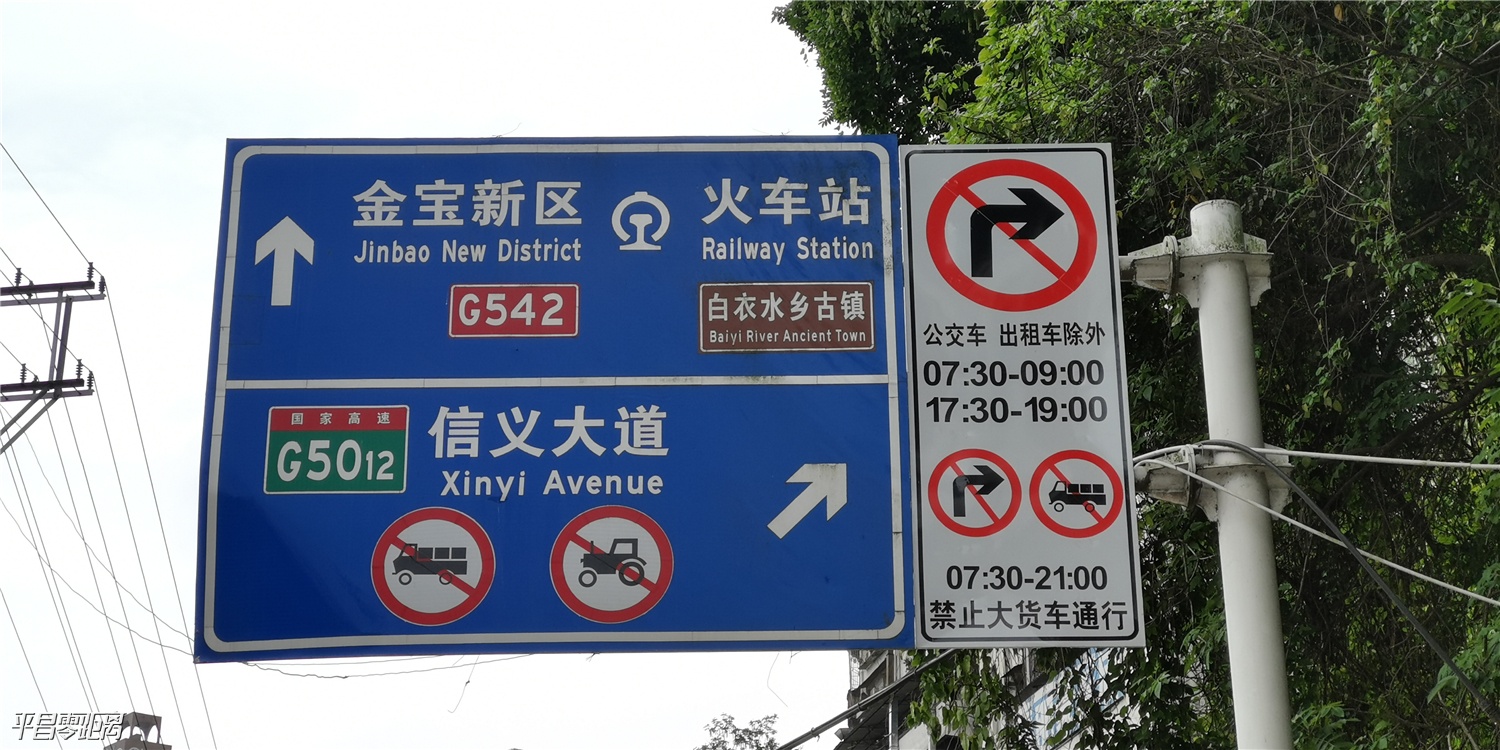 金宝新区 火车站
Jinbao New District Railway Station
G542 白衣水乡古镇
Baiyi River Ancient Town
国家高速
G5012
信义大道
Xinyi Avenue
公交车 出租车除外
07:30-09:00
17:30-19:00
07:30-21:00
禁止大货车通行
平昌零距离